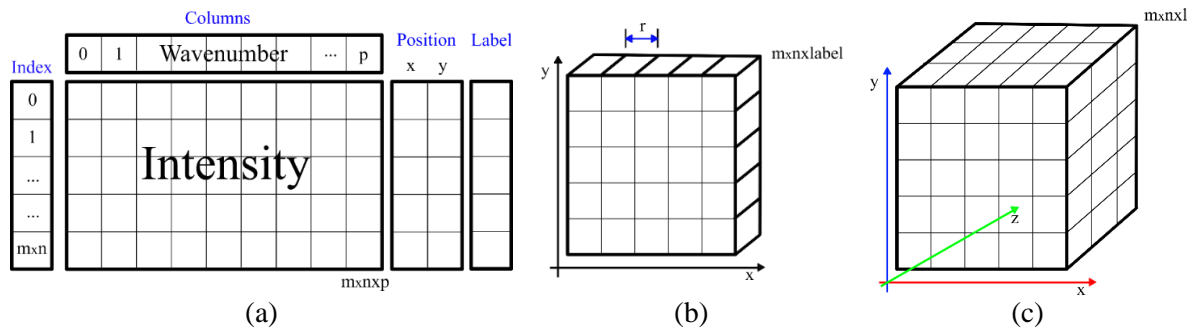 Columns
0 1 Wavenumber ... p
Position
Label
x y
Index
0
1
...
...
mxn
Intensity
mxnxp
(a)
r
mxnxlabel
y
x
(b)
mxnxl
y
z
x
(c)